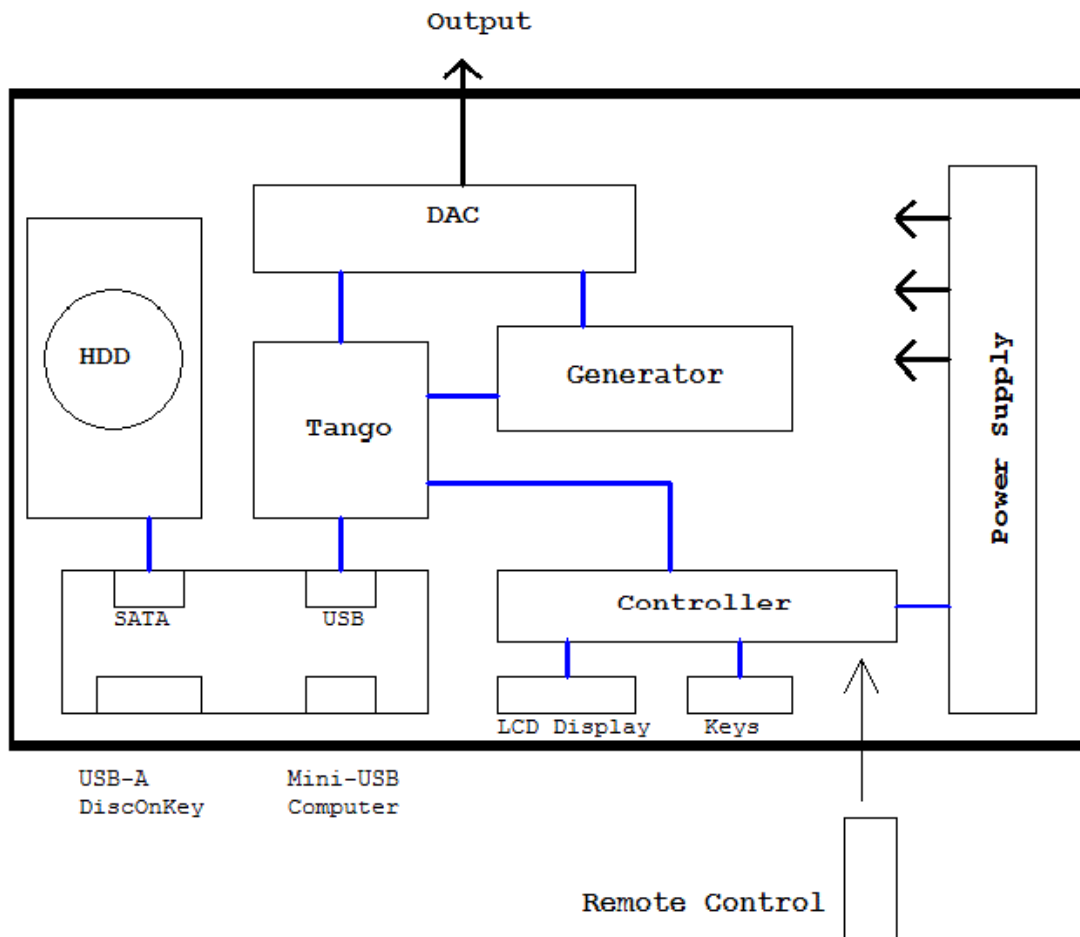 Output
DAC
HDD
Generator
Tango
Power Supply
SATA
USB
Controller
LCD Display
Keys
USB-A
DiscOnKey
Mini-USB
Computer
Remote Control